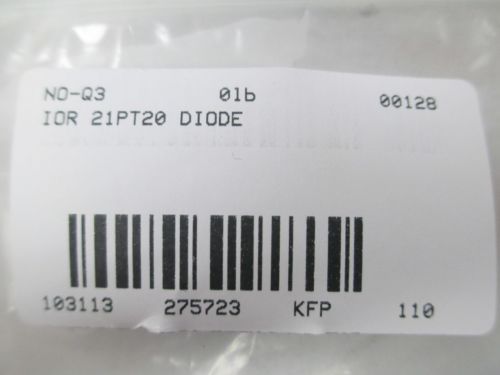 NO-Q3 01b 00128
IOR 21PT20 DIODE
103113 275723 KFP 110